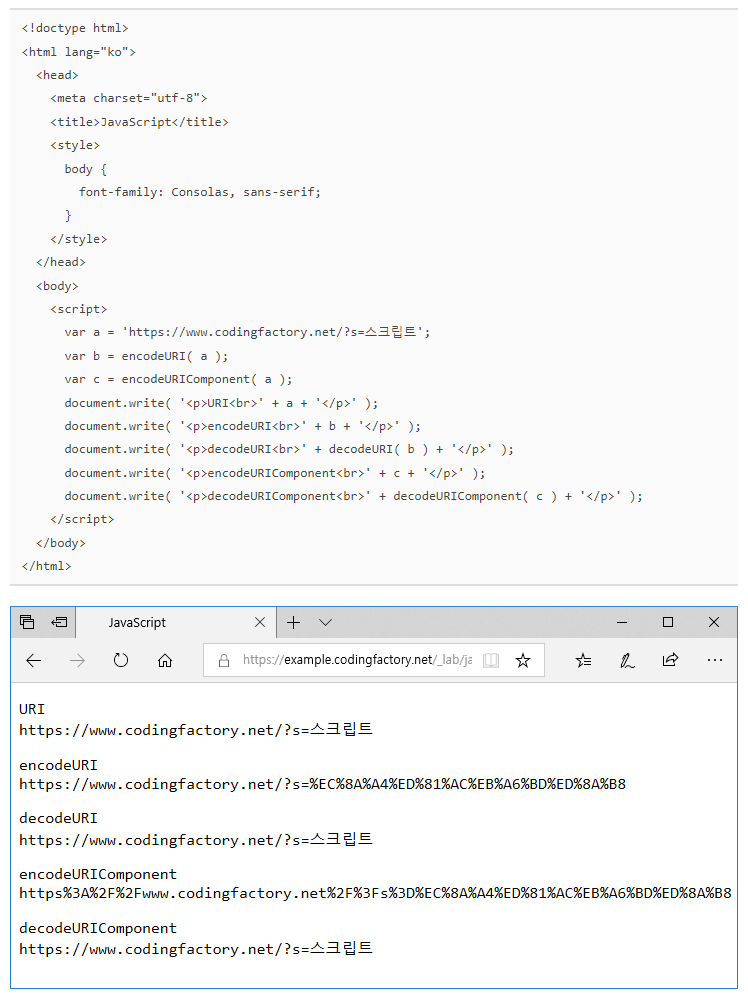 <!doctype html>
<html lang="ko">
  <head>
    <meta charset="utf-8">
    <title>JavaScript</title>
    <style>
      body {
        font-family: Consolas, sans-serif;
      }
    </style>
  </head>
  <body>
    <script>
      var a = 'https://www.codingfactory.net/?s=스크립트';
      var b = encodeURI( a );
      var c = encodeURIComponent( a );
      document.write( '<p>URI<br>' + a + '</p>' );
      document.write( '<p>encodeURI<br>' + b + '</p>' );
      document.write( '<p>decodeURI<br>' + decodeURI( b ) + '</p>' );
      document.write( '<p>encodeURIComponent<br>' + c + '</p>' );
      document.write( '<p>decodeURIComponent<br>' + decodeURIComponent( c ) + '</p>' );
    </script>
  </body>
</html>
JavaScript
https://example.codingfactory.net/_lab/ja
URI
https://www.codingfactory.net/?s=스크립트
encodeURI
https://www.codingfactory.net/?s=%EC%8A%A4%ED%81%AC%EB%A6%BD%ED%8A%B8
decodeURI
https://www.codingfactory.net/?s=스크립트
encodeURIComponent
https%3A%2F%2Fwww.codingfactory.net%2F%3Fs%3D%EC%8A%A4%ED%81%AC%EB%A6%BD%ED%8A%B8
decodeURIComponent
https://www.codingfactory.net/?s=스크립트